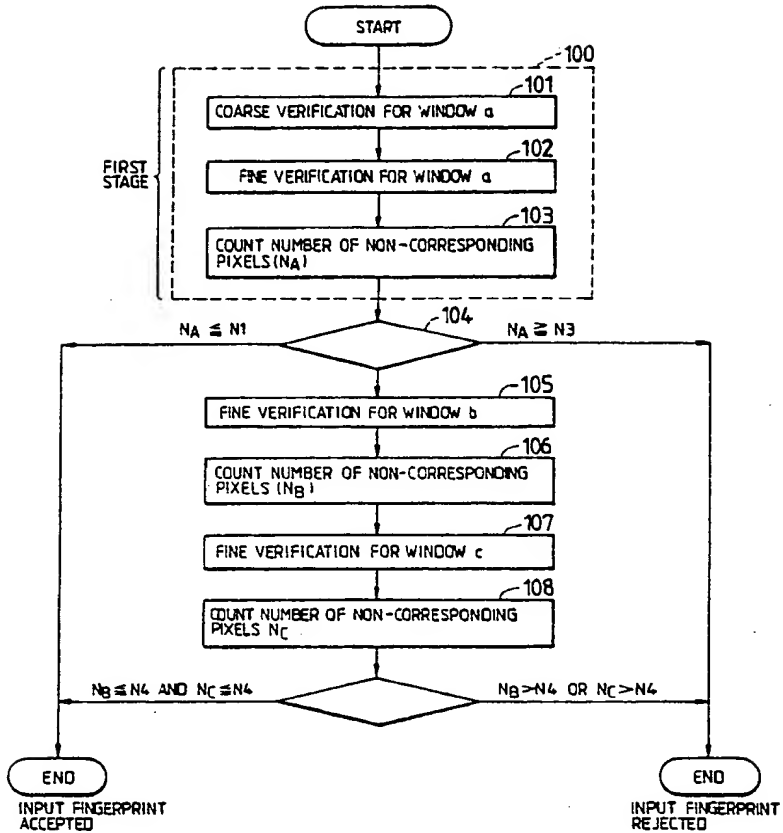 START
100
101
COARSE VERIFICATION FOR WINDOW a
102
FIRST
STAGE
FINE VERIFICATION FOR WINDOW a
103
COUNT NUMBER OF NON-CORRESPONDING
PIXELS (NA)
104
NA ≦ N1
NA ≧ N3
105
FINE VERIFICATION FOR WINDOW b
106
COUNT NUMBER OF NON-CORRESPONDING
PIXELS (NB)
107
FINE VERIFICATION FOR WINDOW c
108
COUNT NUMBER OF NON-CORRESPONDING
PIXELS NC
NB≦N4 AND NC≦N4
NB>N4 OR NC>N4
END
END
INPUT FINGERPRINT
ACCEPTED
INPUT FINGERPRINT
REJECTED